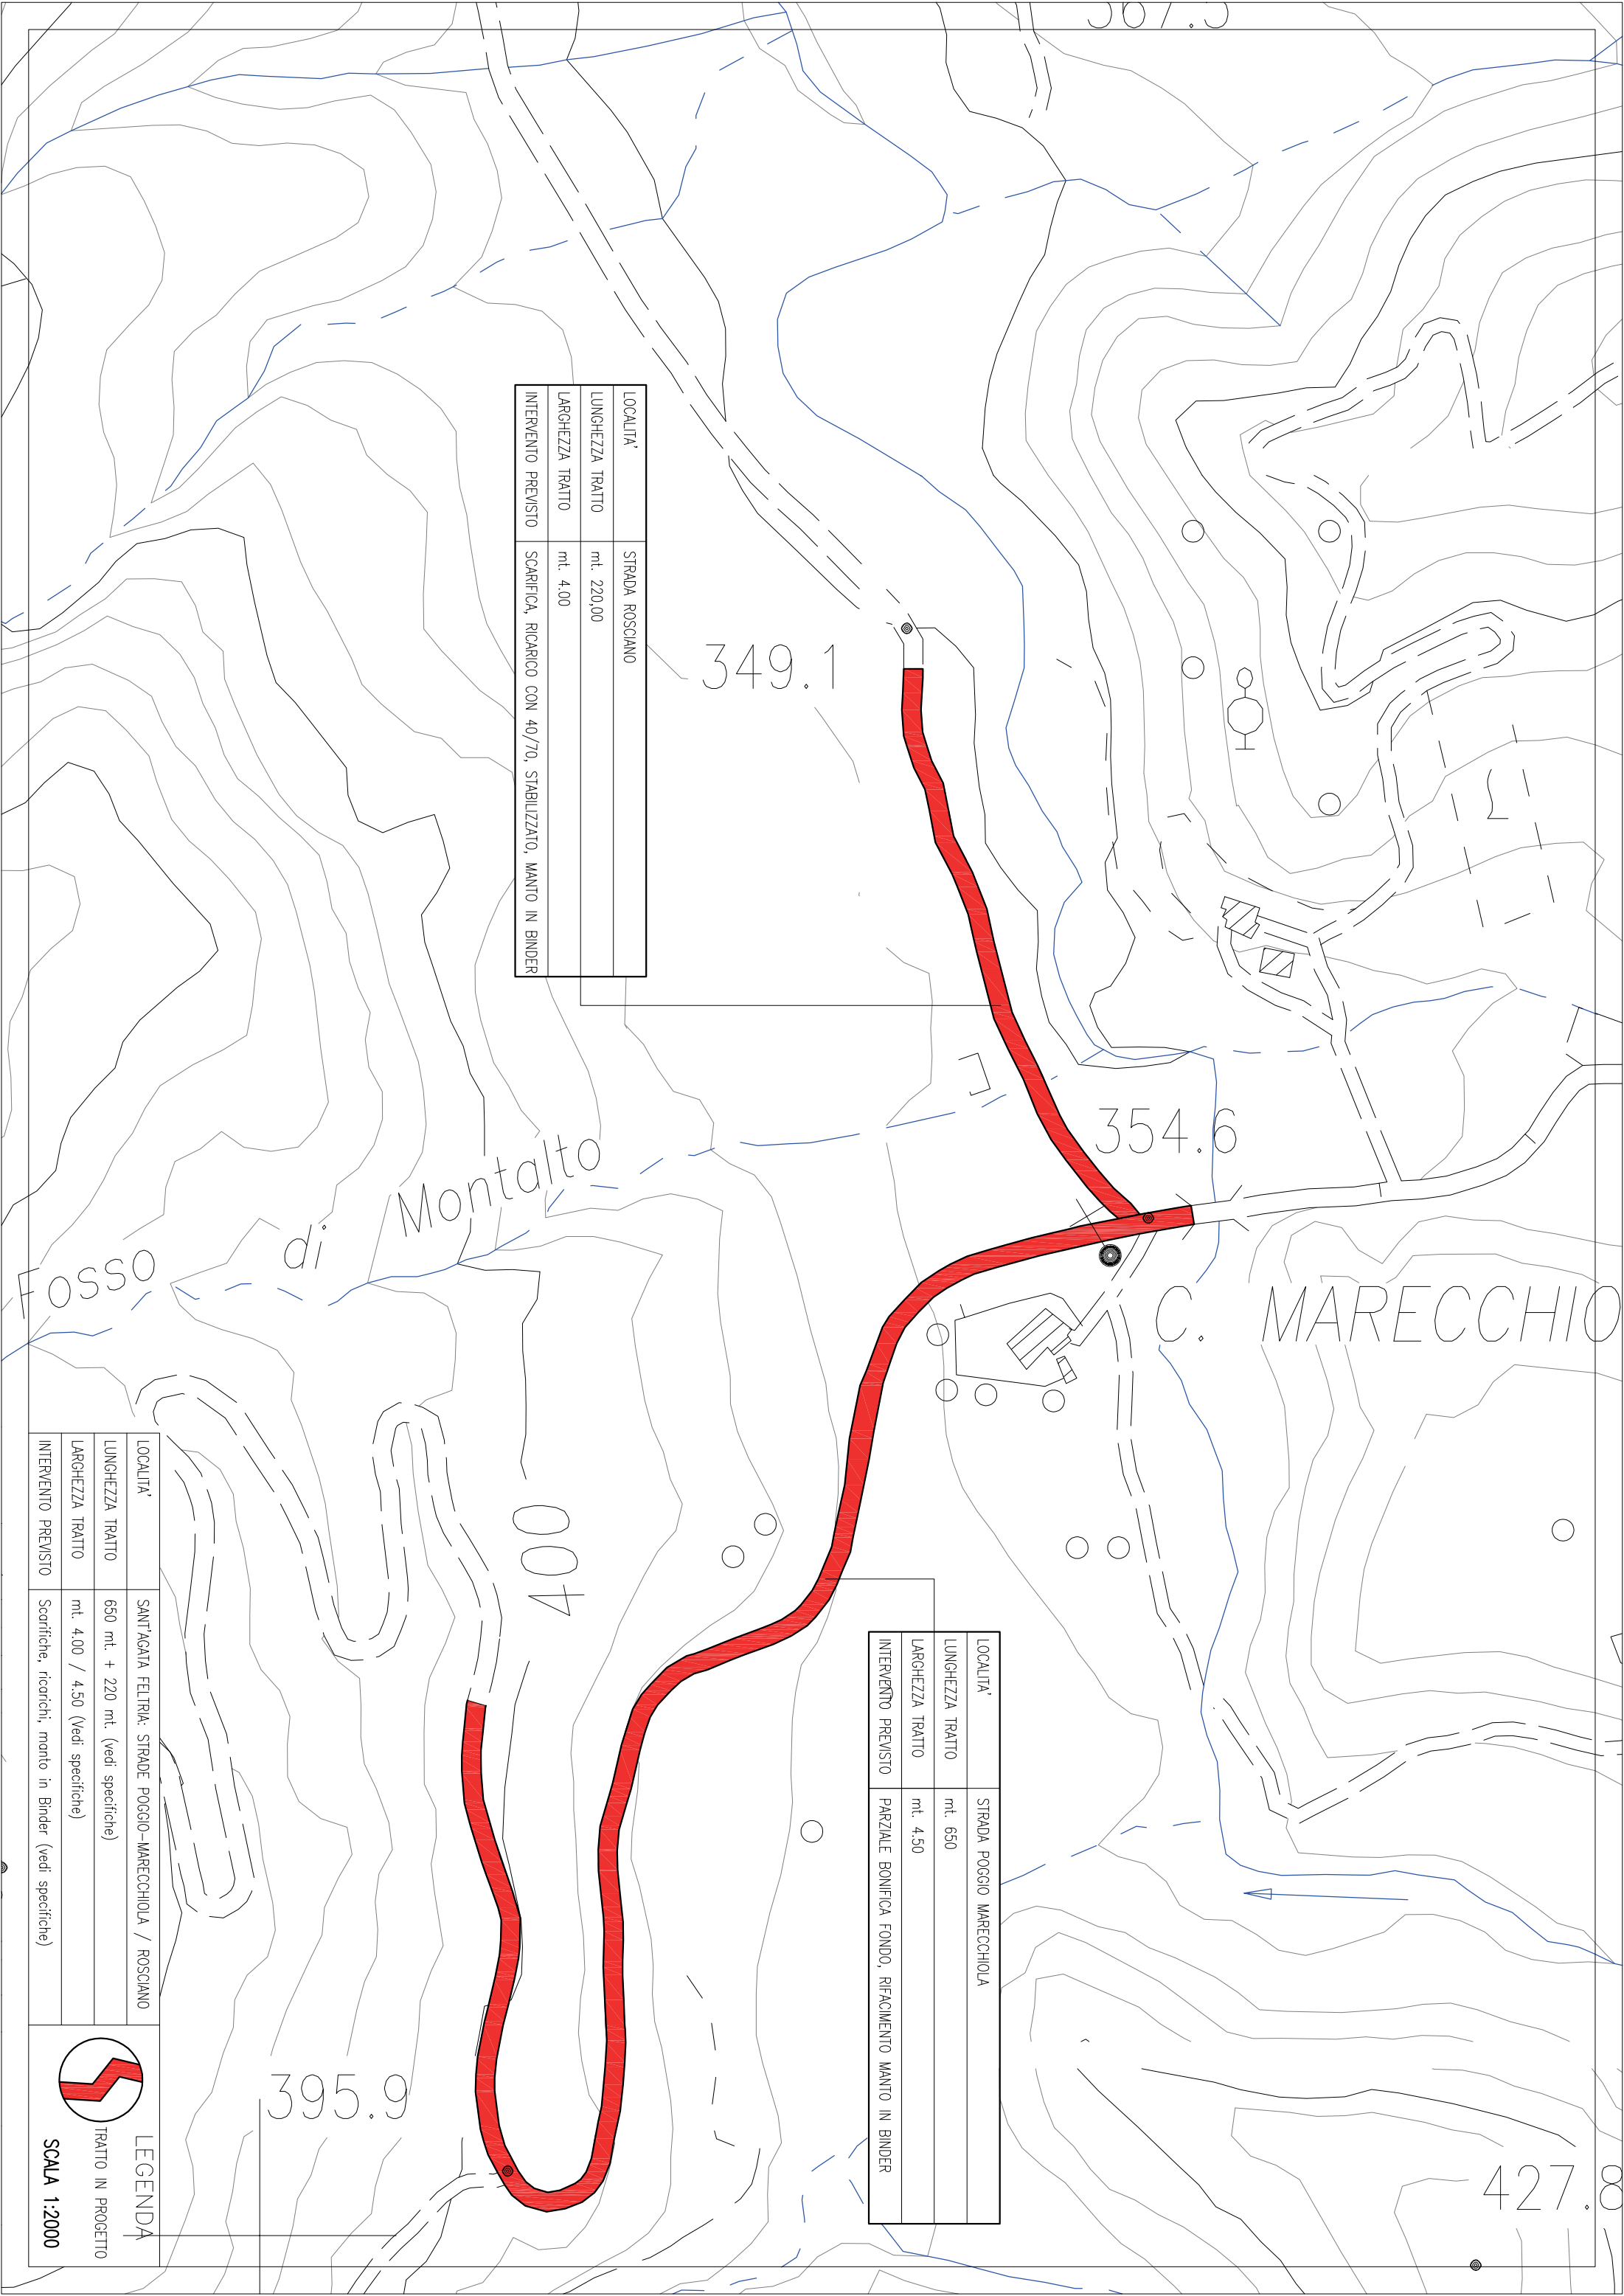 367.5
LOCALITA' STRADA ROSCIANO
LUNGHEZZA TRATTO mt. 220,00
LARGHEZZA TRATTO mt. 4.00
INTERVENTO PREVISTO SCARIFICA, RICARICO CON 40/70, STABILIZZATO, MANTO IN BINDER
349.1
354.6
C. MARECCHIO
Fosso di Montalto
400
LOCALITA' STRADA POGGIO MARECCHIOLA
LUNGHEZZA TRATTO mt. 650
LARGHEZZA TRATTO mt. 4.50
INTERVENTO PREVISTO PARZIALE BONIFICA FONDO, RIFACIMENTO MANTO IN BINDER
395.9
427.8
LOCALITA' SANT'AGATA FELTRIA: STRADE POGGIO-MARECCHIOLA / ROSCIANO
LUNGHEZZA TRATTO 650 mt. + 220 mt. (vedi specifiche)
LARGHEZZA TRATTO mt. 4.00 / 4.50 (Vedi specifiche)
INTERVENTO PREVISTO Scarifiche, ricarichi, manto in Binder (vedi specifiche)
LEGENDA
TRATTO IN PROGETTO
SCALA 1:2000